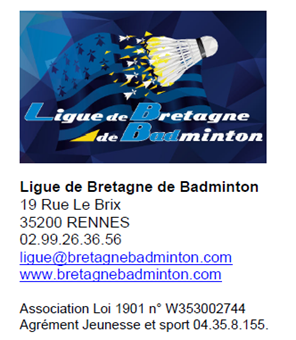 Ligue de Bretagne
de Badminton
Ligue de Bretagne de Badminton
19 Rue Le Brix
35200 RENNES
02.99.26.36.56
ligue@bretagnebadminton.com
www.bretagnebadminton.com
Association Loi 1901 n° W353002744
Agrément Jeunesse et sport 04.35.8.155.